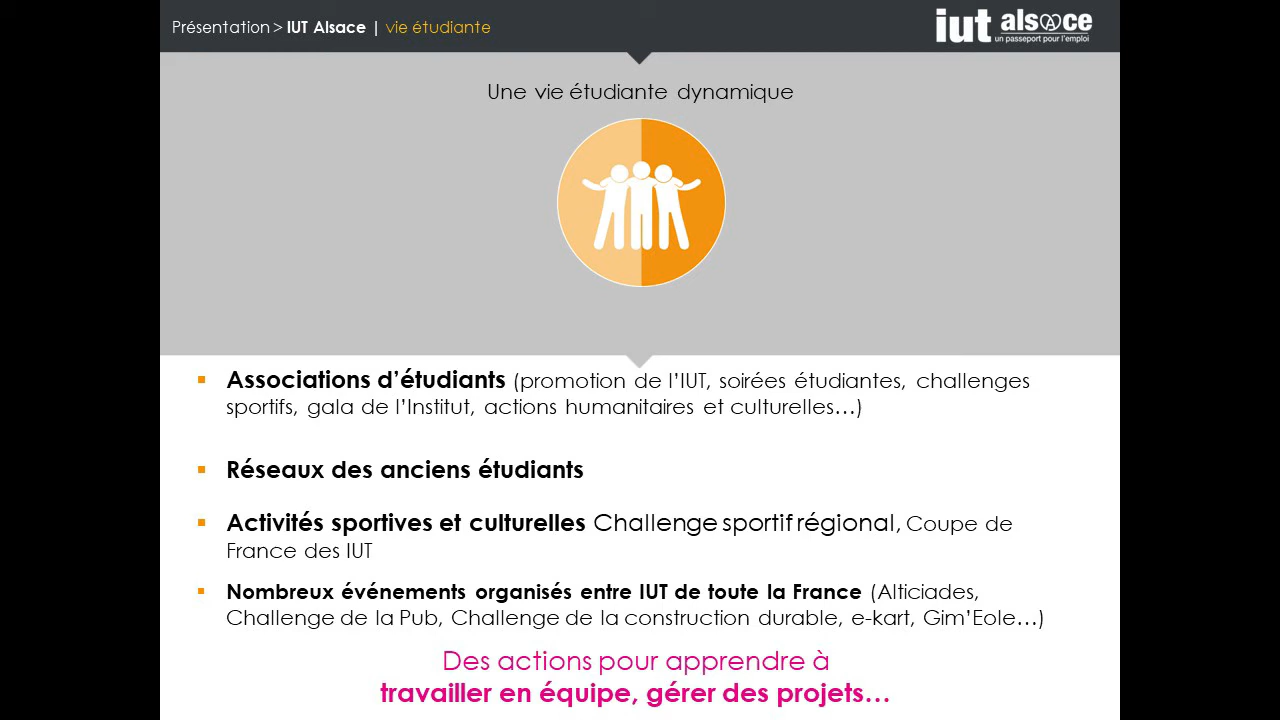 Présentation > IUT Alsace | vie étudiante
iut alsace
un passeport pour l'emploi
Une vie étudiante dynamique
▪ Associations d'étudiants (promotion de l'IUT, soirées étudiantes, challenges
sportifs, gala de l'Institut, actions humanitaires et culturelles…)
▪ Réseaux des anciens étudiants
▪ Activités sportives et culturelles Challenge sportif régional, Coupe de
France des IUT
▪ Nombreux événements organisés entre IUT de toute la France (Alticiades,
Challenge de la Pub, Challenge de la construction durable, e-kart, Gim'Eole…)
Des actions pour apprendre à
travailler en équipe, gérer des projets…